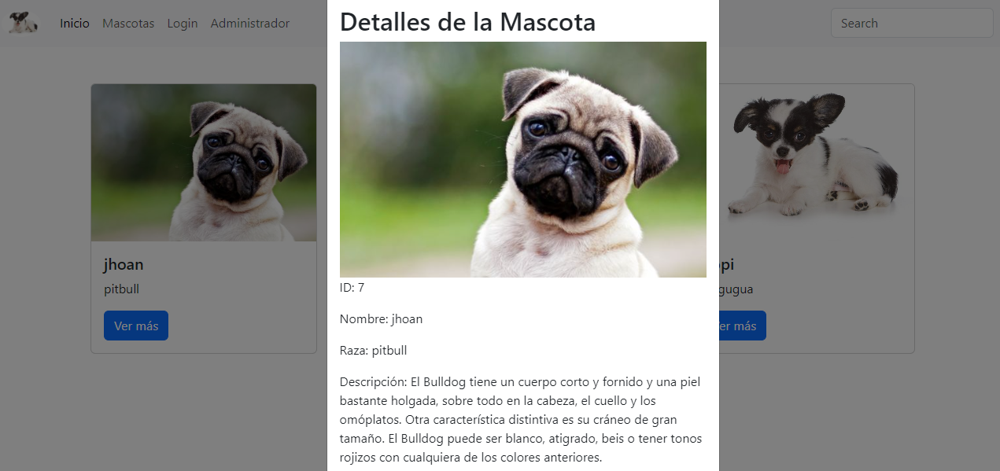 Inicio Mascotas Login Administrador
Search
Detalles de la Mascota
jhoan
pitbull
Ver más
ID: 7
Nombre: jhoan
Raza: pitbull
Descripción: El Bulldog tiene un cuerpo corto y fornido y una piel
bastante holgada, sobre todo en la cabeza, el cuello y los
omóplatos. Otra característica distintiva es su cráneo de gran
tamaño. El Bulldog puede ser blanco, atigrado, beis o tener tonos
rojizos con cualquiera de los colores anteriores.
pi
gugua
er más